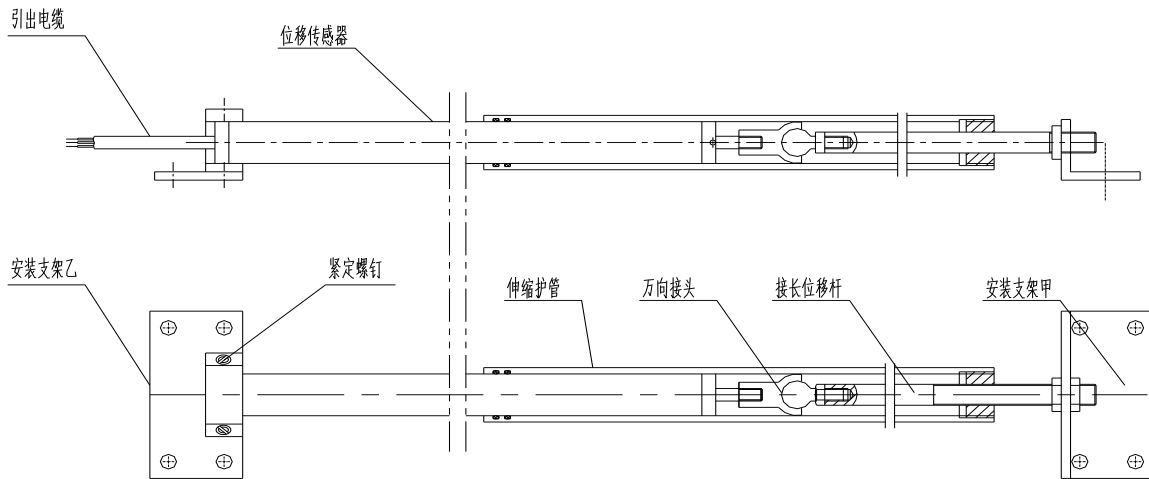 引出电缆
位移传感器
安装支架乙
紧定螺钉
伸缩护管
万向接头
接长位移杆
安装支架甲